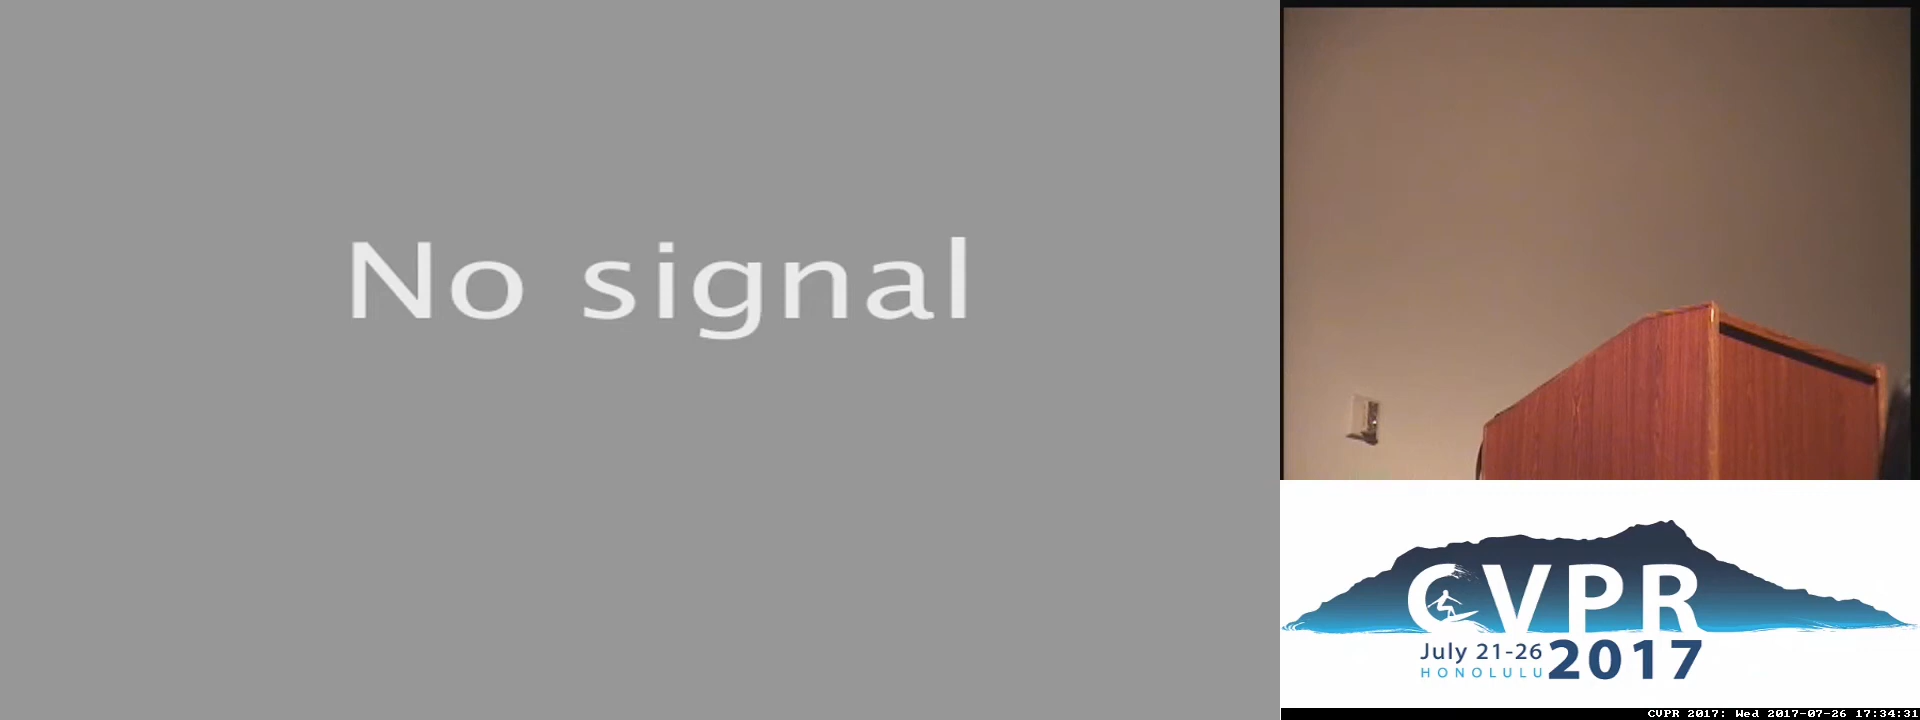 No signal
CVPR
July 21-26
HONOLULU
2017
CVPR 2017: Wed 2017-07-26 17:34:31